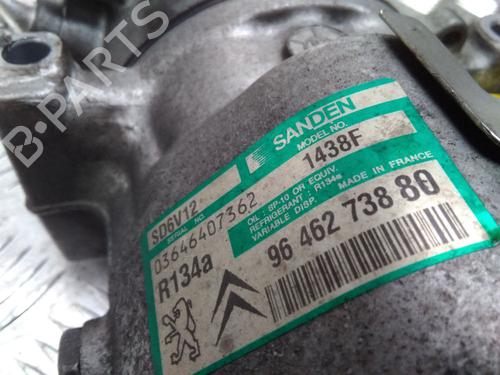 B-PARTS
SANDEN
MODEL NO.
SD6V12
1438F
SERIAL NO
03646407362
OIL : SP-10 OR EQUIV.
REFRIGERANT : R134a
VARIABLE DISP. MADE IN FRANCE
R134a
96 462 738 80